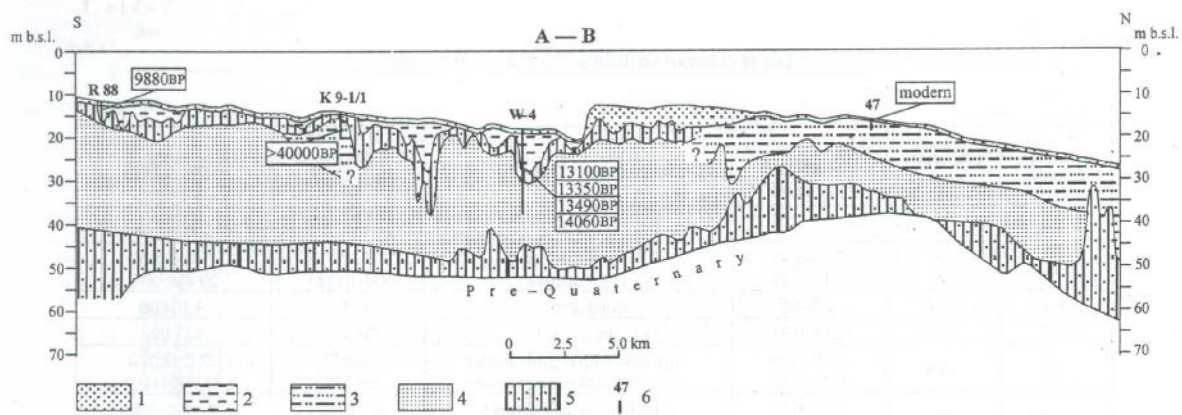 S
N
m b.s.l.
A — B
m b.s.l.
0
0
R 88
9880BP
K 9-1/1
W-4
47
modern
10
10
20
20
>40000BP
?
?
13100BP
13350BP
13490BP
14060BP
30
30
40
40
50
50
Pre-Quaternary
60
60
70
70
0 2.5 5.0 km
1 2 3 4 5 47 6